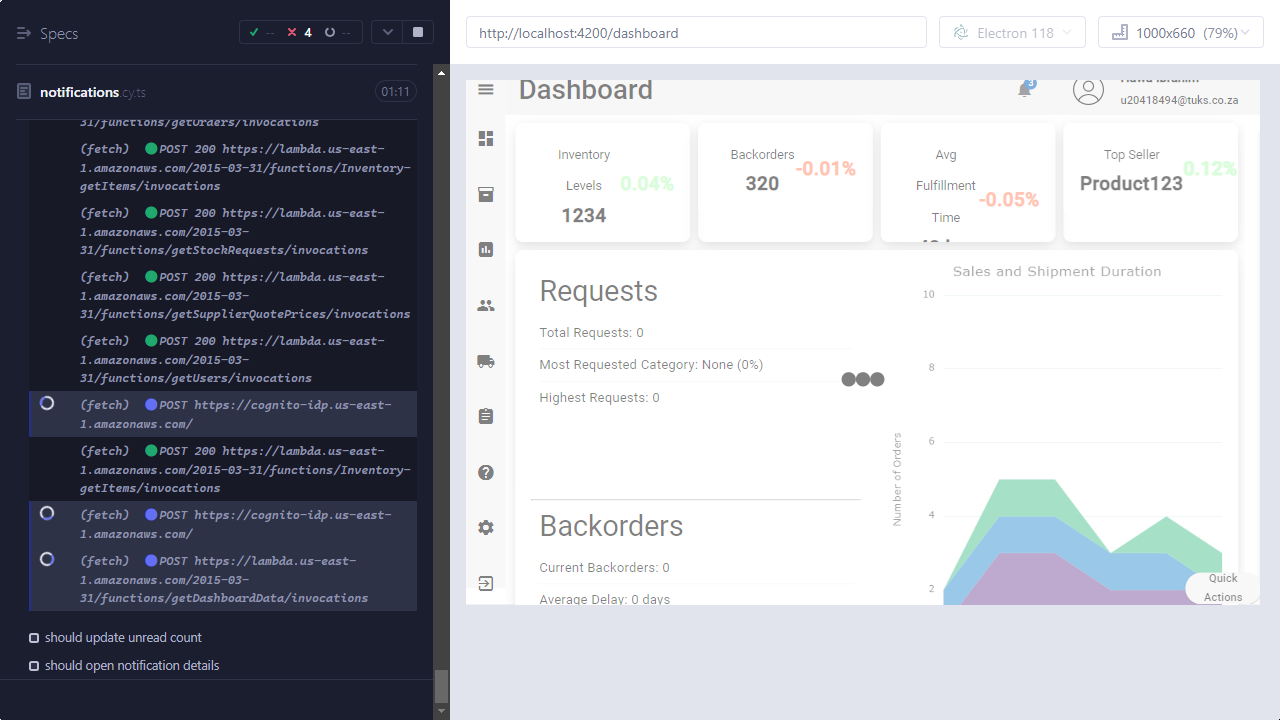 Specs
--
4
--
notifications.cy.ts
01:11
31/functions/getOrders/invocations
(fetch) POST 200 https://lambda.us-east-
1.amazonaws.com/2015-03-31/functions/Inventory-
getItems/invocations
(fetch) POST 200 https://lambda.us-east-
1.amazonaws.com/2015-03-
31/functions/getStockRequests/invocations
(fetch) POST 200 https://lambda.us-east-
1.amazonaws.com/2015-03-
31/functions/getSupplierQuotePrices/invocations
(fetch) POST 200 https://lambda.us-east-
1.amazonaws.com/2015-03-
31/functions/getUsers/invocations
(fetch) POST https://cognito-idp.us-east-
1.amazonaws.com/
(fetch) POST 200 https://lambda.us-east-
1.amazonaws.com/2015-03-31/functions/Inventory-
getItems/invocations
(fetch) POST https://cognito-idp.us-east-
1.amazonaws.com/
(fetch) POST https://lambda.us-east-
1.amazonaws.com/2015-03-
31/functions/getDashboardData/invocations
should update unread count
should open notification details
http://localhost:4200/dashboard
Electron 118
1000x660 (79%)
Dashboard
3
Hawa Ibrahim
u20418494@tuks.co.za
Inventory
Levels
0.04%
1234
Backorders
-0.01%
320
Avg
Fulfillment
-0.05%
Time
Top Seller
0.12%
Product123
Requests
Total Requests: 0
Most Requested Category: None (0%)
Highest Requests: 0
Backorders
Current Backorders: 0
Average Delay: 0 days
Sales and Shipment Duration
Number of Orders
10
8
6
4
2
Quick
Actions